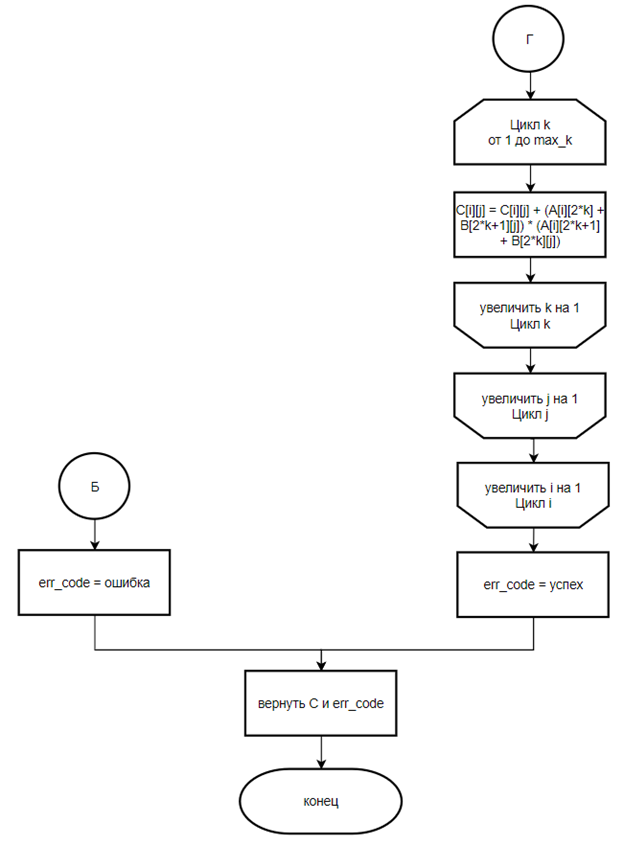 Г
Цикл k
от 1 до max_k
C[i][j] = C[i][j] + (A[i][2*k] +
B[2*k+1][j]) * (A[i][2*k+1]
+ B[2*k][j])
увеличить k на 1
Цикл k
увеличить j на 1
Цикл j
увеличить i на 1
Цикл i
err_code = успех
Б
err_code = ошибка
вернуть C и err_code
конец